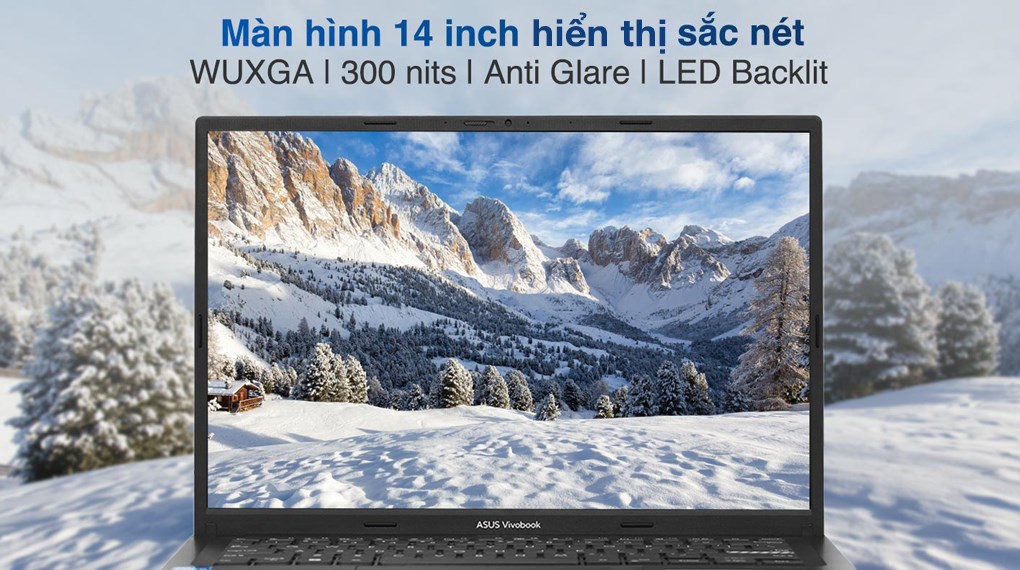 Màn hình 14 inch hiển thị sắc nét
WUXGA | 300 nits | Anti Glare | LED Backlit
ASUS Vivobook